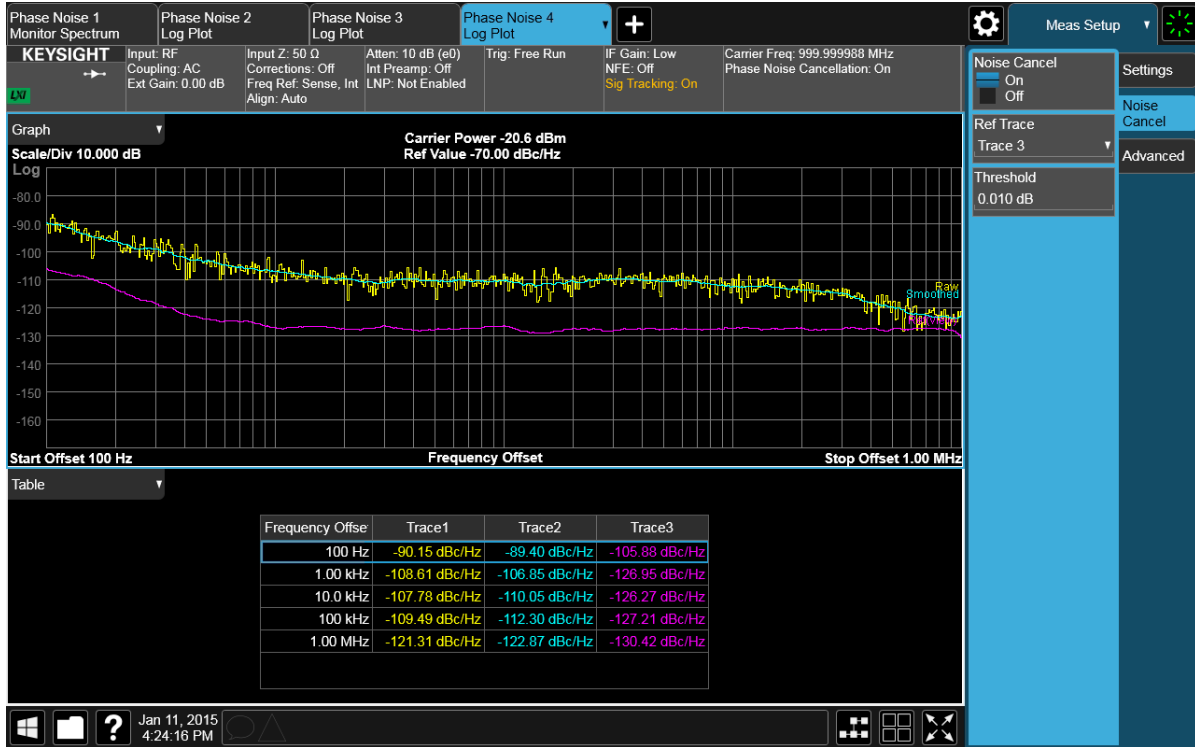 Phase Noise 1
Monitor Spectrum
Phase Noise 2
Log Plot
Phase Noise 3
Log Plot
Phase Noise 4
Log Plot
Meas Setup
KEYSIGHT
LXI
Input: RF
Coupling: AC
Ext Gain: 0.00 dB
Input Z: 50 Ω
Corrections: Off
Freq Ref: Sense, Int
Align: Auto
Atten: 10 dB (e0)
Int Preamp: Off
LNP: Not Enabled
Trig: Free Run
IF Gain: Low
NFE: Off
Sig Tracking: On
Carrier Freq: 999.999988 MHz
Phase Noise Cancellation: On
Noise Cancel
On
Off
Ref Trace
Trace 3
Threshold
0.010 dB
Settings
Noise
Cancel
Advanced
Graph
Scale/Div 10.000 dB
Log
Carrier Power -20.6 dBm
Ref Value -70.00 dBc/Hz
-80.0
-90.0
-100
-110
-120
-130
-140
-150
-160
Raw
Smoothed
Start Offset 100 Hz
Frequency Offset
Stop Offset 1.00 MHz
Table
Frequency Offse Trace1 Trace2 Trace3
100 Hz -90.15 dBc/Hz -89.40 dBc/Hz -105.88 dBc/Hz
1.00 kHz -108.61 dBc/Hz -106.85 dBc/Hz -126.95 dBc/Hz
10.0 kHz -107.78 dBc/Hz -110.05 dBc/Hz -126.27 dBc/Hz
100 kHz -109.49 dBc/Hz -112.30 dBc/Hz -127.21 dBc/Hz
1.00 MHz -121.31 dBc/Hz -122.87 dBc/Hz -130.42 dBc/Hz
Jan 11, 2015
4:24:16 PM